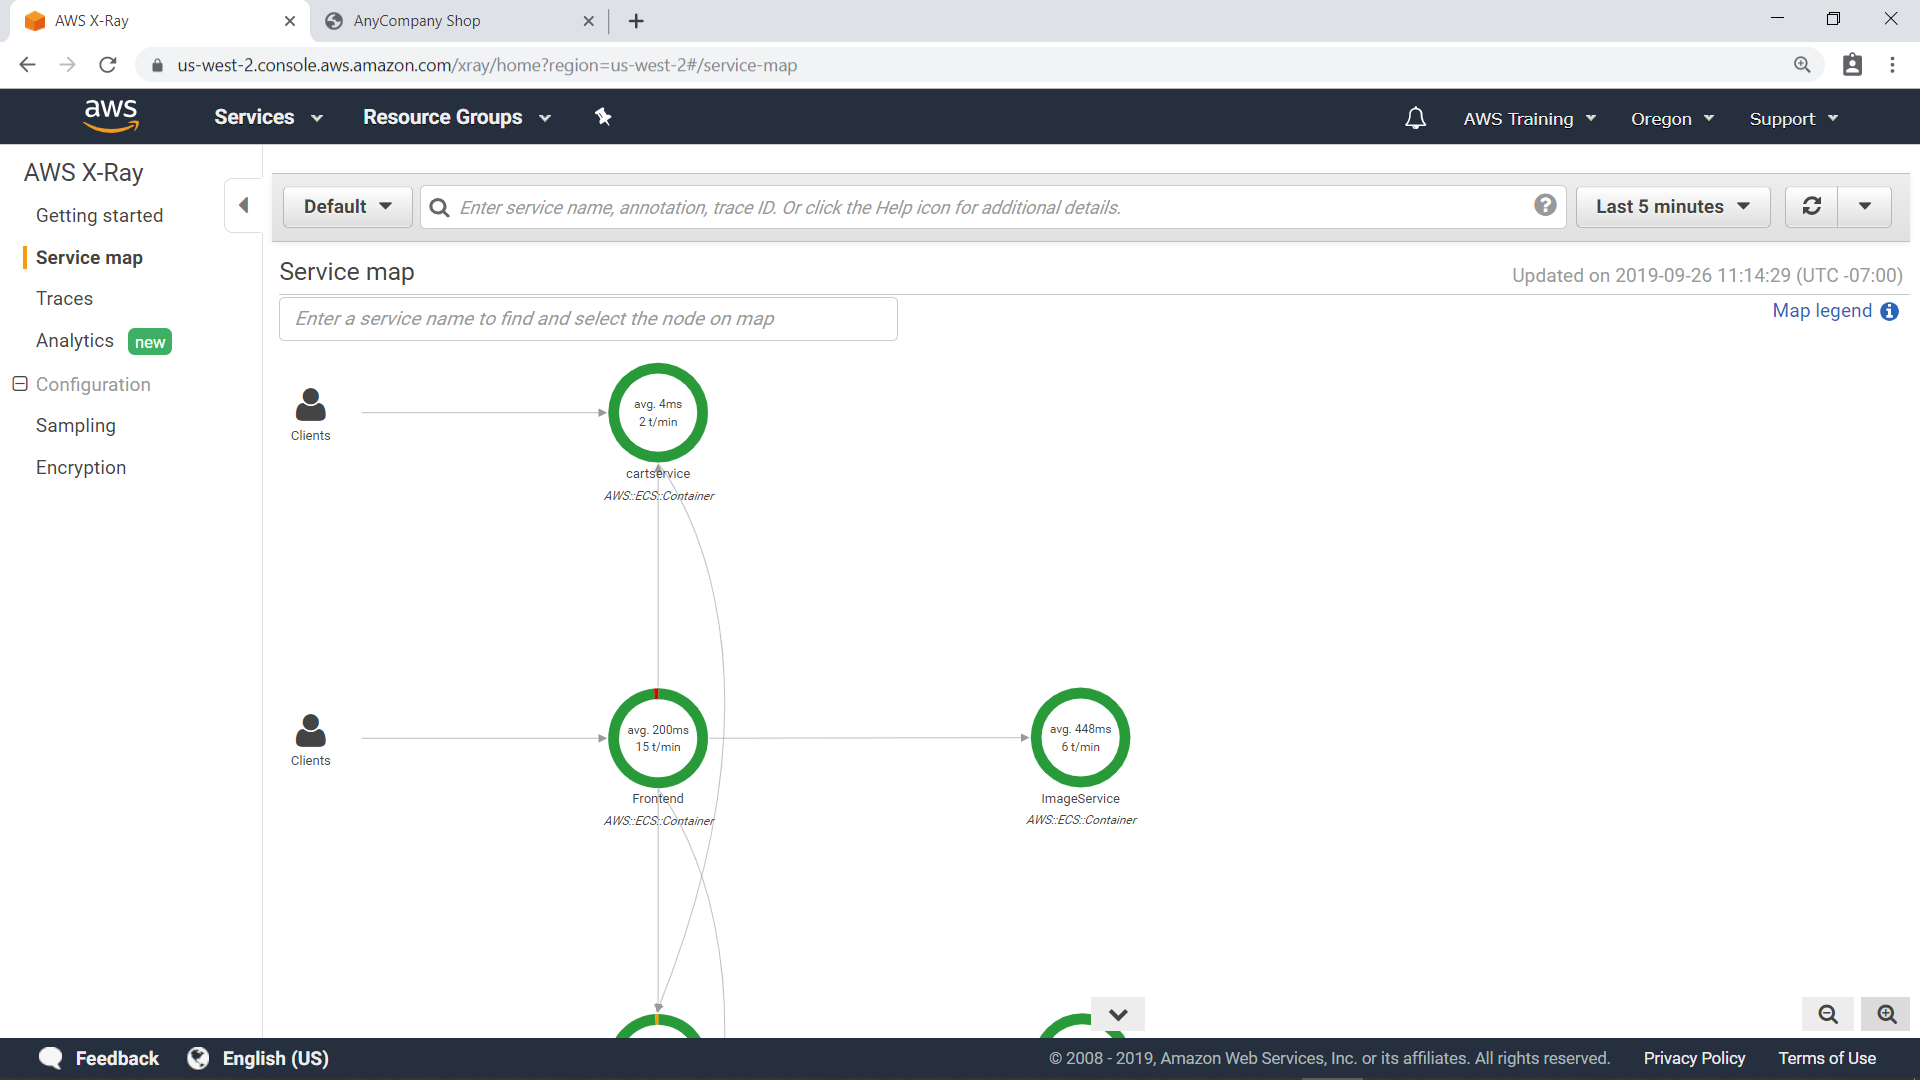 AWS X-Ray
AnyCompany Shop
us-west-2.console.aws.amazon.com/xray/home?region=us-west-2#/service-map
aws
Services
Resource Groups
AWS Training
Oregon
Support
AWS X-Ray
Getting started
Service map
Traces
Analytics new
Configuration
Sampling
Encryption
Default
Enter service name, annotation, trace ID. Or click the Help icon for additional details.
Last 5 minutes
Service map
Updated on 2019-09-26 11:14:29 (UTC -07:00)
Enter a service name to find and select the node on map
Map legend
Clients
avg. 4ms
2 t/min
cartservice
AWS::ECS::Container
Clients
avg. 200ms
15 t/min
Frontend
AWS::ECS::Container
avg. 448ms
6 t/min
ImageService
AWS::ECS::Container
Feedback
English (US)
© 2008 - 2019, Amazon Web Services, Inc. or its affiliates. All rights reserved.
Privacy Policy
Terms of Use